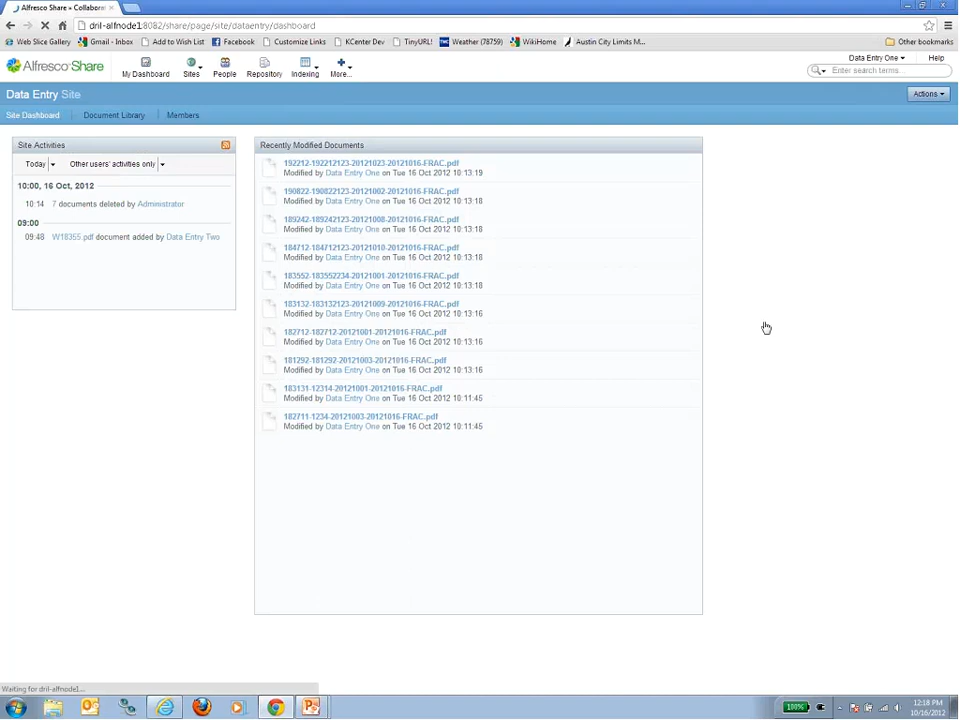 Alfresco Share » Collabora
dril-alfnode1:8082/share/page/site/dataentry/dashboard
Web Slice Gallery Gmail - Inbox Add to Wish List Facebook Customize Links KCenter Dev TinyURL! Weather (78759) WikiHome Austin City Limits M... Other bookmarks
Alfresco Share
My Dashboard Sites People Repository Indexing More...
Data Entry One Help
Enter search terms...
Data Entry Site
Actions
Site Dashboard Document Library Members
Site Activities
Today Other users' activities only
10:00, 16 Oct, 2012
10:14 7 documents deleted by Administrator
09:00
09:48 W18355.pdf document added by Data Entry Two
Recently Modified Documents
192212-192212123-20121023-20121016-FRAC.pdf
Modified by Data Entry One on Tue 16 Oct 2012 10:13:19
190822-190822123-20121002-20121016-FRAC.pdf
Modified by Data Entry One on Tue 16 Oct 2012 10:13:18
189242-189242123-20121008-20121016-FRAC.pdf
Modified by Data Entry One on Tue 16 Oct 2012 10:13:18
184712-184712123-20121010-20121016-FRAC.pdf
Modified by Data Entry One on Tue 16 Oct 2012 10:13:18
183552-183552234-20121001-20121016-FRAC.pdf
Modified by Data Entry One on Tue 16 Oct 2012 10:13:18
183132-183132123-20121009-20121016-FRAC.pdf
Modified by Data Entry One on Tue 16 Oct 2012 10:13:16
182712-182712-20121001-20121016-FRAC.pdf
Modified by Data Entry One on Tue 16 Oct 2012 10:13:16
181292-181292-20121003-20121016-FRAC.pdf
Modified by Data Entry One on Tue 16 Oct 2012 10:13:16
183131-12314-20121001-20121016-FRAC.pdf
Modified by Data Entry One on Tue 16 Oct 2012 10:11:45
182711-1234-20121003-20121016-FRAC.pdf
Modified by Data Entry One on Tue 16 Oct 2012 10:11:45
Waiting for dril-alfnode1...
100%
12:18 PM
10/16/2012